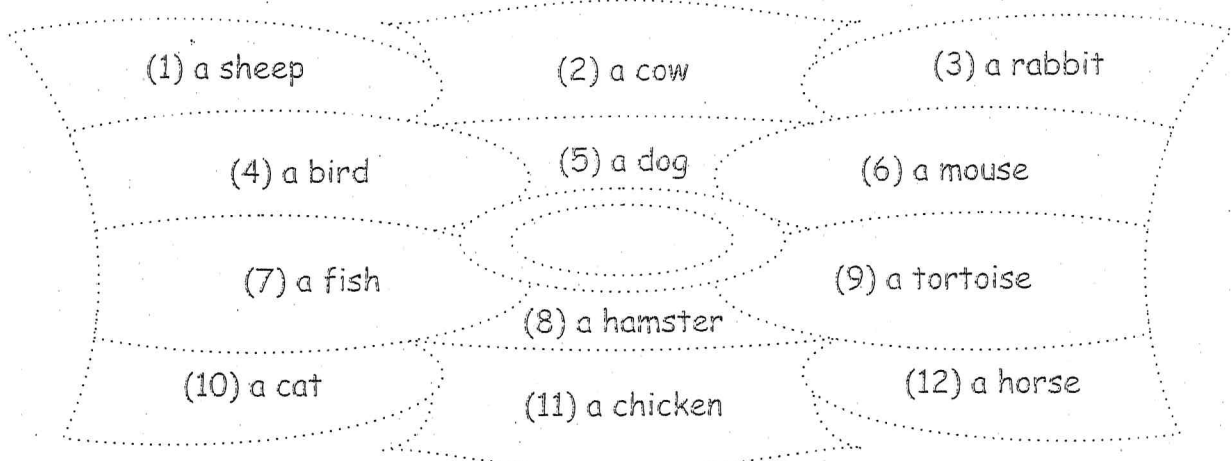 (1) a sheep
(2) a cow
(3) a rabbit
(4) a bird
(5) a dog
(6) a mouse
(7) a fish
(8) a hamster
(9) a tortoise
(10) a cat
(11) a chicken
(12) a horse